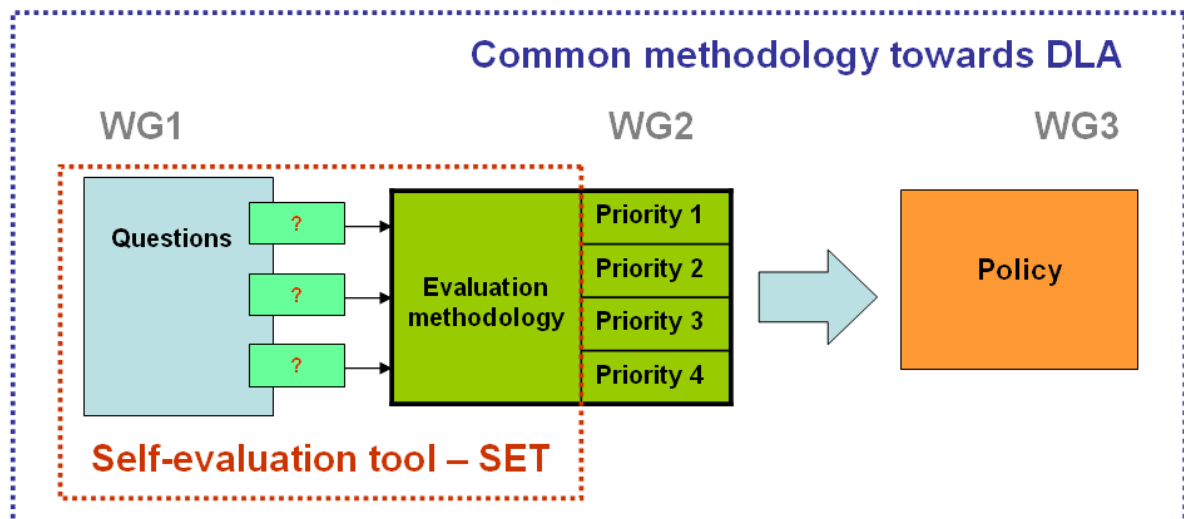 Common methodology towards DLA
WG1
WG2
WG3
Questions
?
?
?
Evaluation
methodology
Priority 1
Priority 2
Priority 3
Priority 4
Policy
Self-evaluation tool – SET